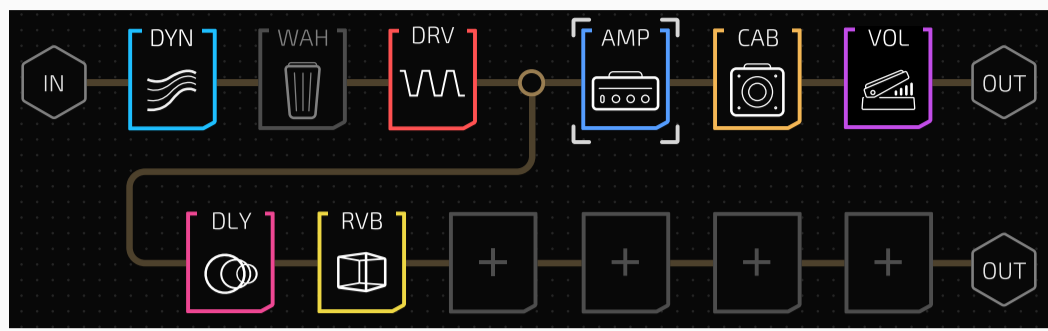 IN
DYN
WAH
DRV
AMP
CAB
VOL
OUT
DLY
RVB
+
+
+
+
OUT